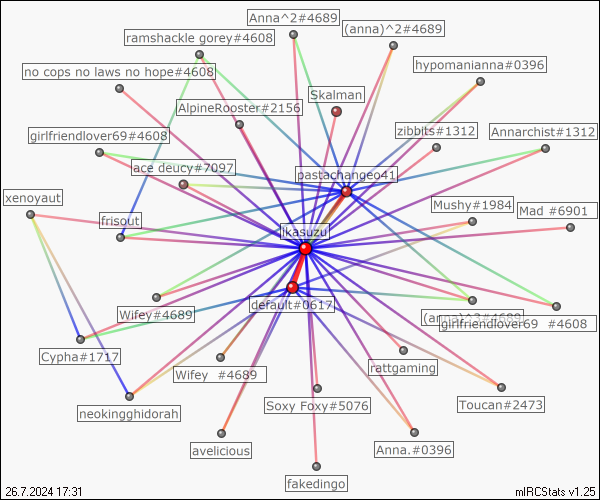 Anna^2#4689
(anna)^2#4689
ramshackle gorey#4608
hypomanianna#0396
no cops no laws no hope#4608
Skalman
AlpineRooster#2156
zibbits#1312
Annarchist#1312
girlfriendlover69#4608
ace deucy#7097
pastachangeo41
xenoyaut
Mushy#1984
Mad #6901
frisout
Ikasuzu
default#0617
Wifey#4689
girlfriendlover69 #4608
Cypha#1717
rattgaming
Wifey #4689
Soxy Foxy#5076
Toucan#2473
neokingghidorah
avelicious
Anna.#0396
fakedingo
26.7.2024 17:31
mIRCStats v1.25